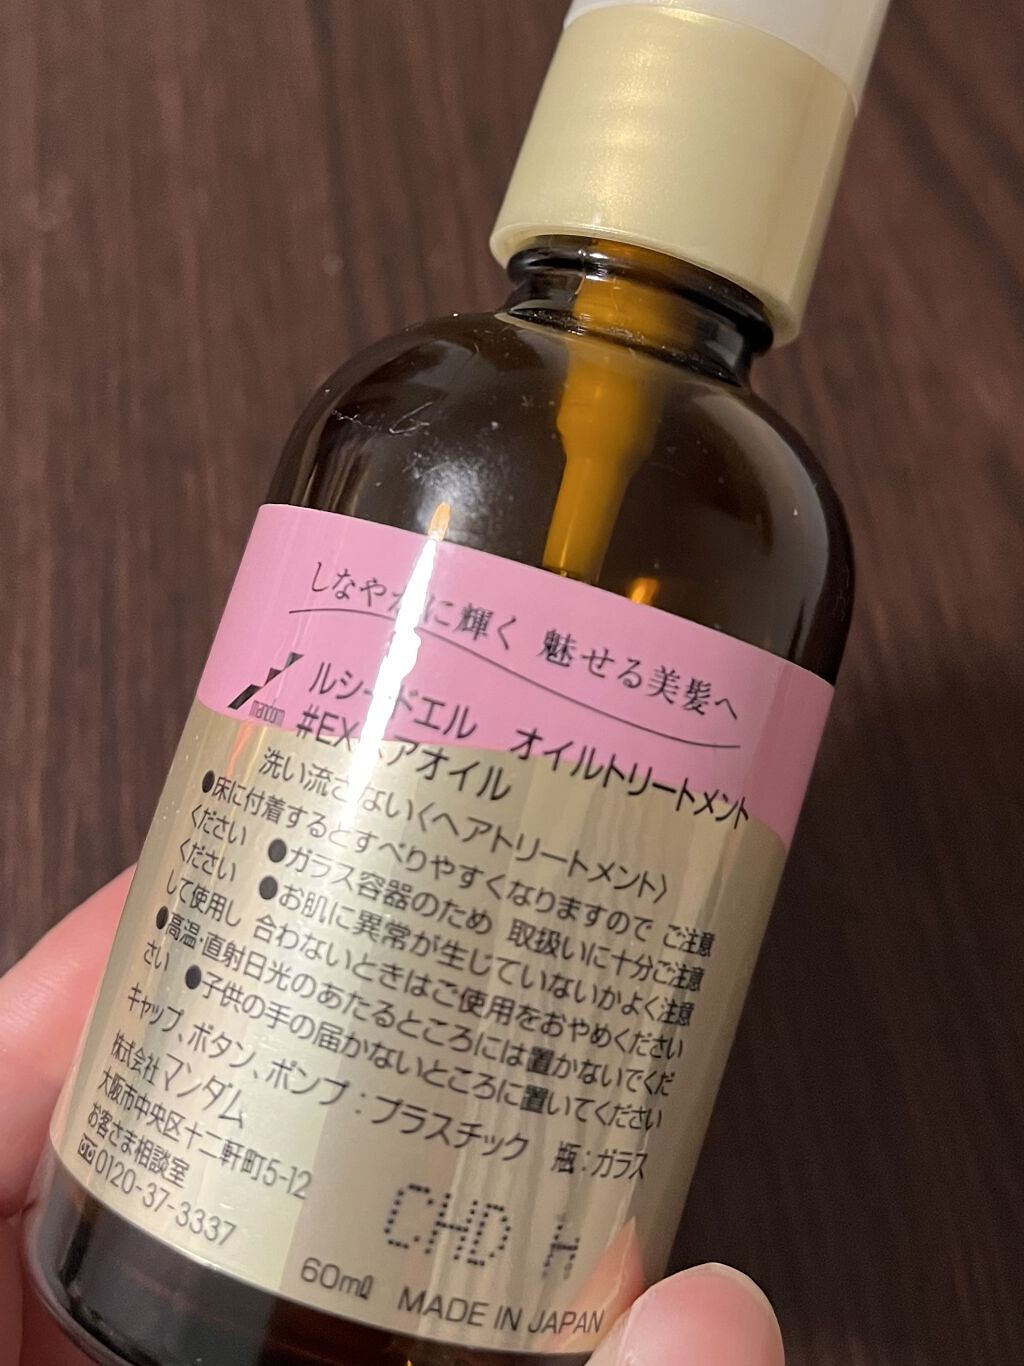 しなやかに輝く 魅せる美髪へ
mandom
ルシードエル オイルトリートメント
#EXヘアオイル
洗い流さない〈ヘアトリートメント〉
●床に付着するとすべりやすくなりますので ご注意
ください ●ガラス容器のため 取扱いに十分ご注意
ください ●お肌に異常が生じていないかよく注意
して使用し 合わないときはご使用をおやめください
●高温・直射日光のあたるところには置かないでくだ
さい ●子供の手の届かないところに置いてください
キャップ、ボタン、ポンプ：プラスチック 瓶：ガラス
株式会社マンダム
大阪市中央区十二軒町5-12
お客さま相談室
0120-37-3337
CHD H
60mℓ MADE IN JAPAN